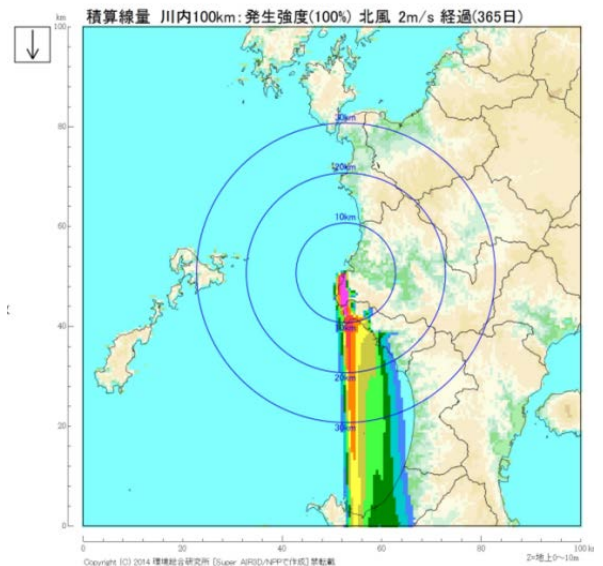 積算線量 川内100km：発生強度(100%) 北風 2m/s 経過(365日)
km
100
80
60
40
20
0
30km
20km
10km
10km
20km
30km
0 20 40 60 80 100 km
Copyright (C) 2014 環境総合研究所 [Super AIR3D/NPPで作成] 禁転載
Z=地上0～10m